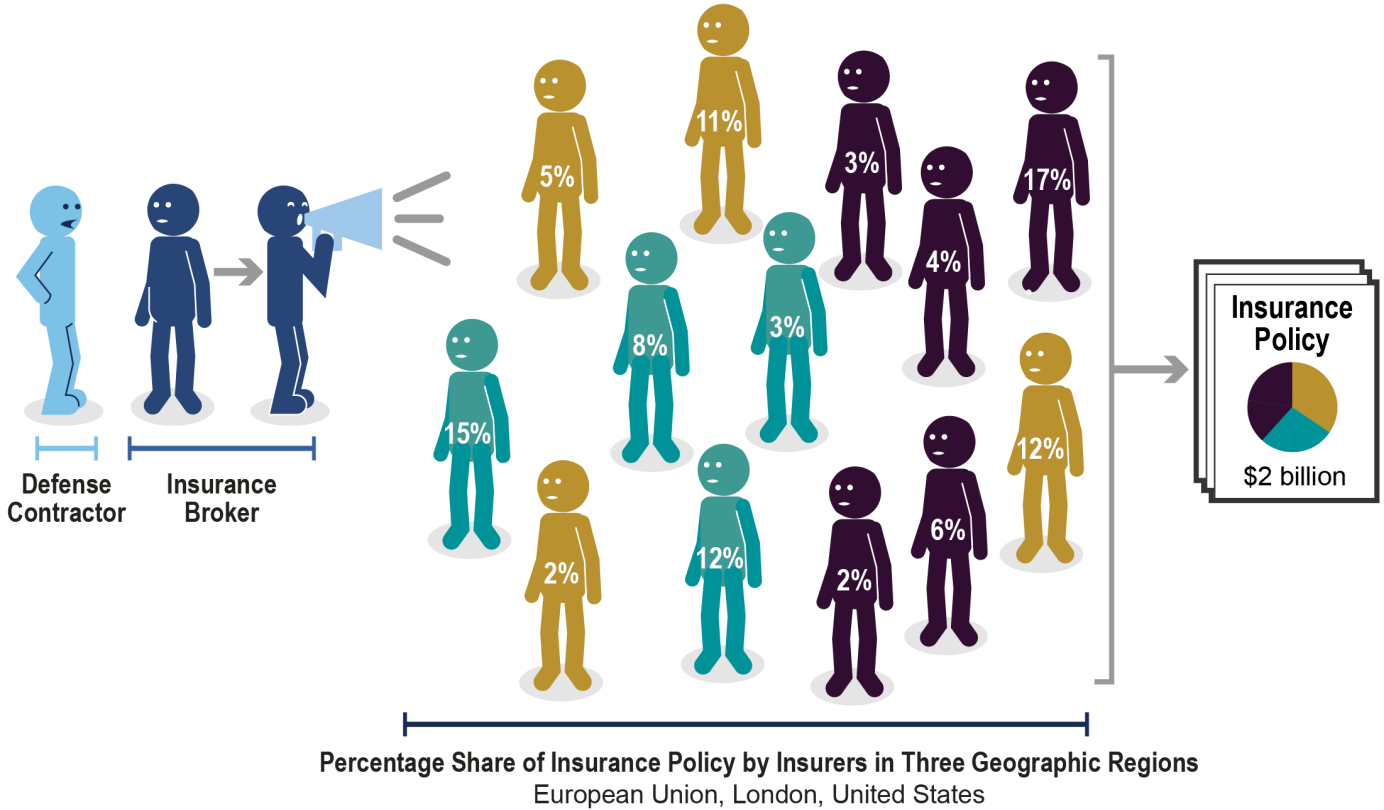 Defense
Contractor
Insurance
Broker
5%
11%
3%
17%
4%
8%
3%
15%
12%
2%
12%
2%
6%
Insurance
Policy
$2 billion
Percentage Share of Insurance Policy by Insurers in Three Geographic Regions
European Union, London, United States